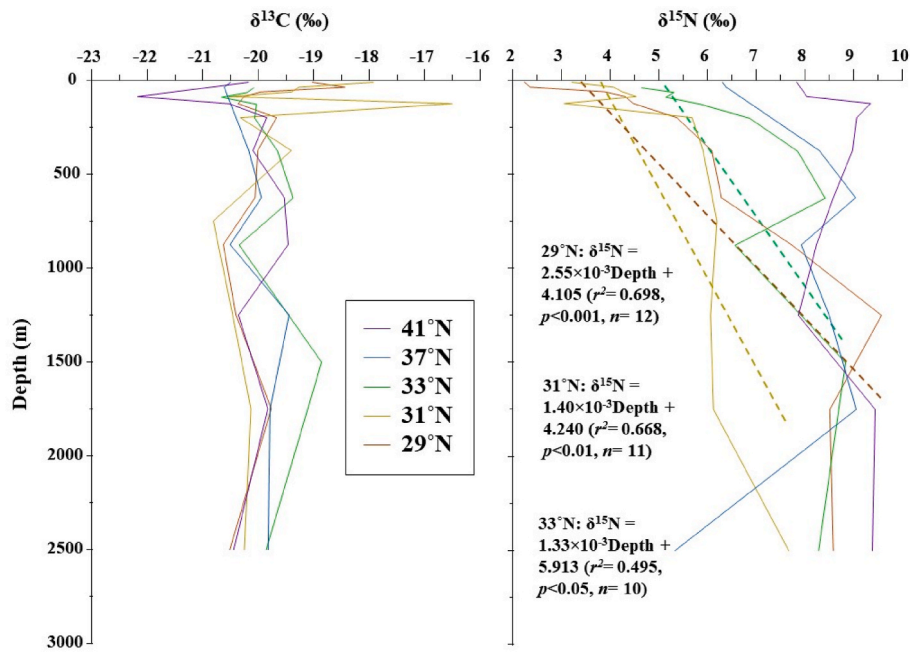 δ¹³C (‰)
-23 -22 -21 -20 -19 -18 -17 -16
δ¹⁵N (‰)
2 3 4 5 6 7 8 9 10
Depth (m)
0
500
1000
1500
2000
2500
3000
41°N
37°N
33°N
31°N
29°N
29°N: δ¹⁵N =
2.55×10⁻³Depth +
4.105 (r²= 0.698,
p<0.001, n= 12)
31°N: δ¹⁵N =
1.40×10⁻³Depth +
4.240 (r²= 0.668,
p<0.01, n= 11)
33°N: δ¹⁵N =
1.33×10⁻³Depth +
5.913 (r²= 0.495,
p<0.05, n= 10)